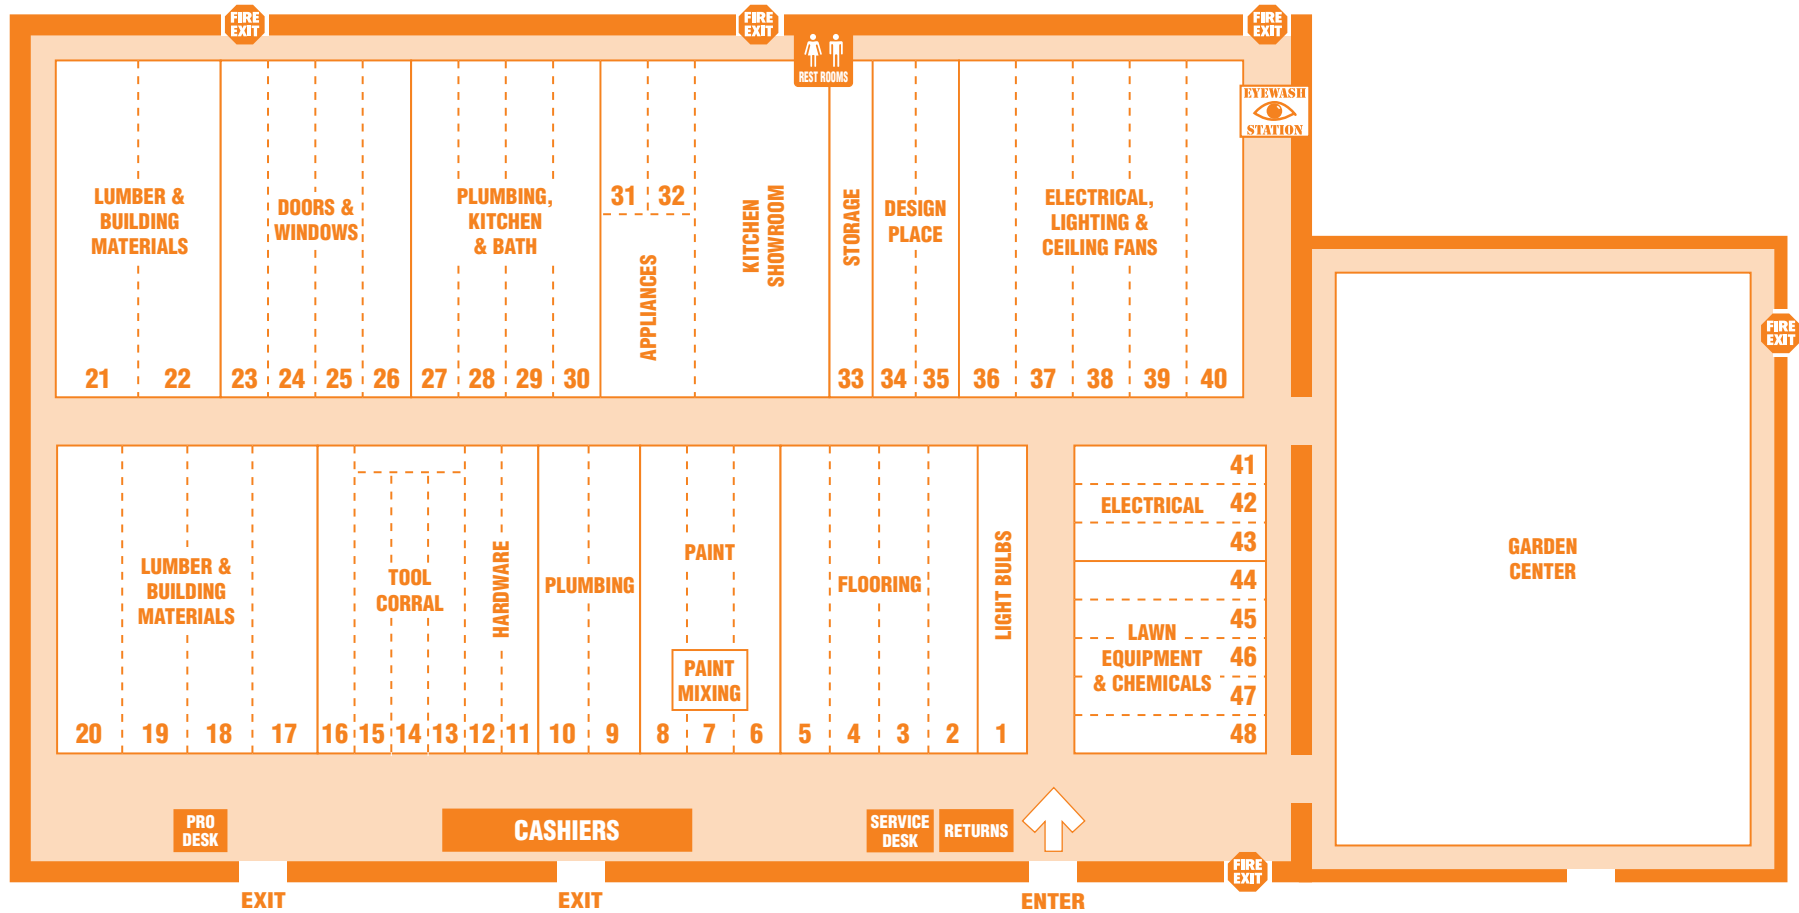 FIRE
EXIT
FIRE
EXIT
FIRE
EXIT
REST ROOMS
EYEWASH
STATION
LUMBER &
BUILDING
MATERIALS
DOORS &
WINDOWS
PLUMBING,
KITCHEN
& BATH
31 32
APPLIANCES
KITCHEN
SHOWROOM
STORAGE
DESIGN
PLACE
ELECTRICAL,
LIGHTING &
CEILING FANS
21 22 23 24 25 26 27 28 29 30 33 34 35 36 37 38 39 40
FIRE
EXIT
LUMBER &
BUILDING
MATERIALS
TOOL
CORRAL
HARDWARE
PLUMBING
PAINT
PAINT
MIXING
FLOORING
LIGHT BULBS
20 19 18 17 16 15 14 13 12 11 10 9 8 7 6 5 4 3 2 1
41
ELECTRICAL 42
43
44
45
LAWN
EQUIPMENT 46
& CHEMICALS 47
48
GARDEN
CENTER
PRO
DESK
CASHIERS
SERVICE
DESK
RETURNS
FIRE
EXIT
EXIT
EXIT
ENTER